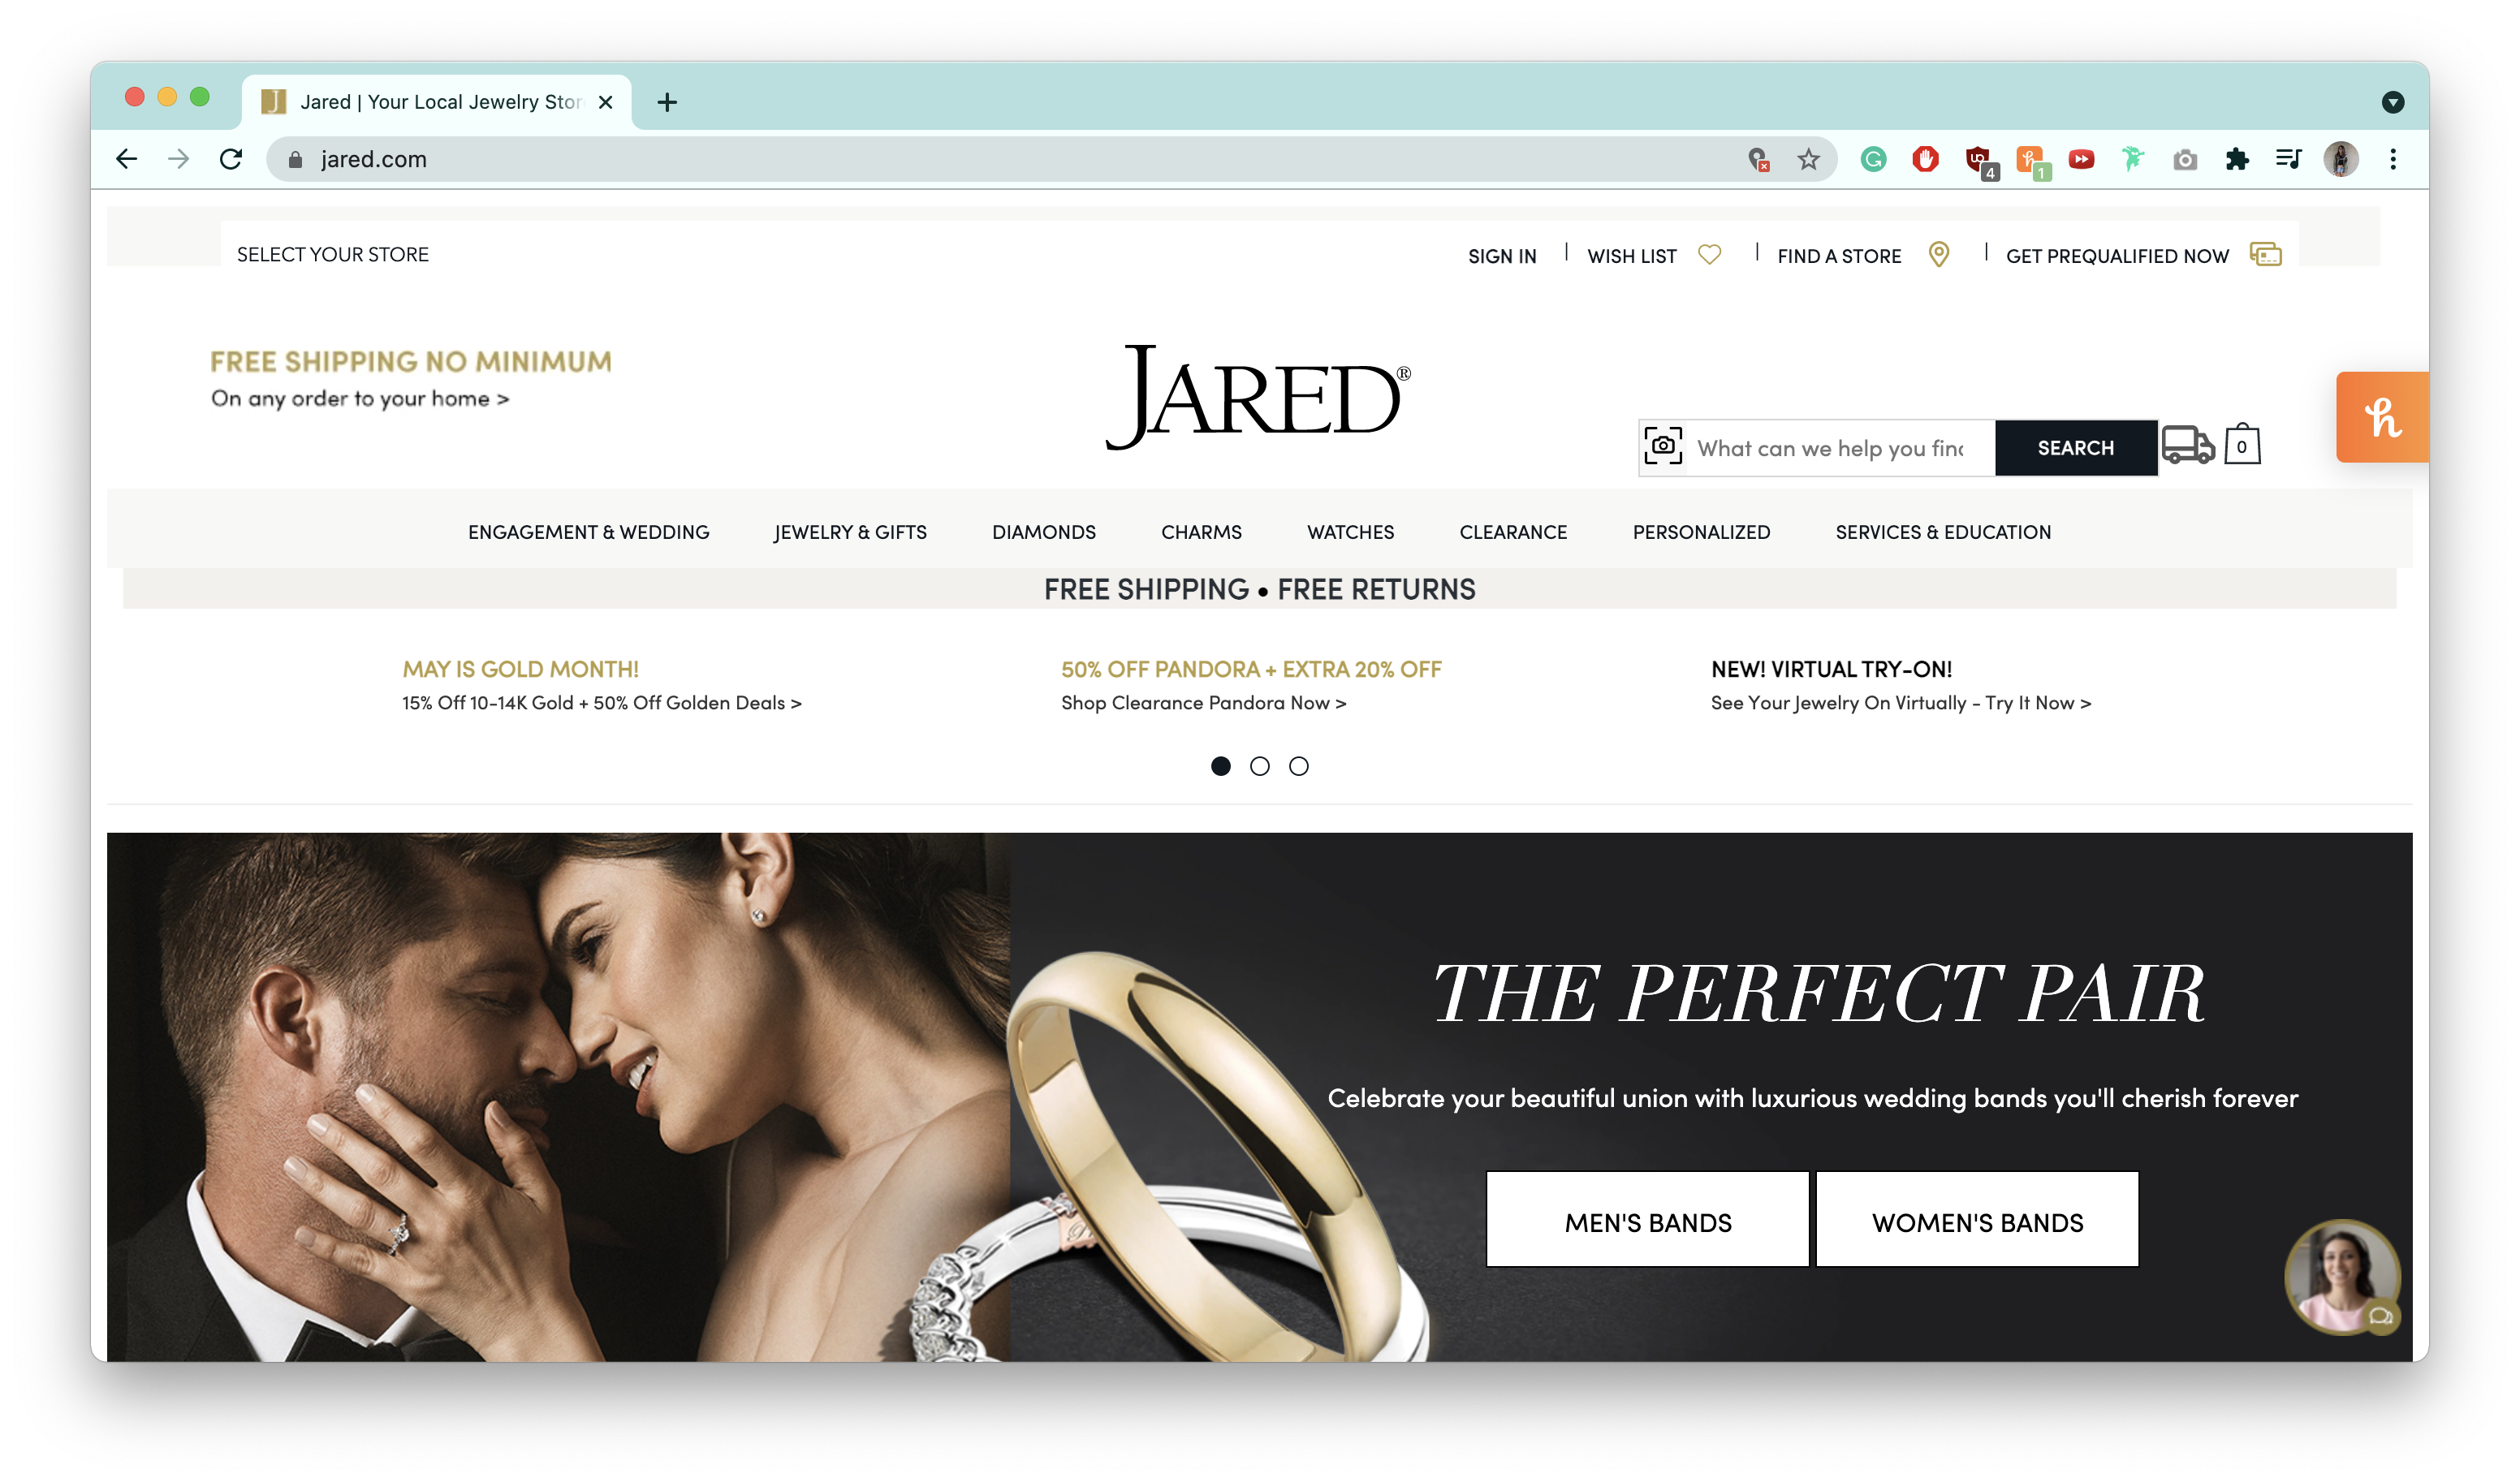 Jared | Your Local Jewelry Stor
jared.com
4
1
SELECT YOUR STORE
SIGN IN | WISH LIST | FIND A STORE | GET PREQUALIFIED NOW
FREE SHIPPING NO MINIMUM
On any order to your home >
JARED®
What can we help you find
SEARCH
0
ENGAGEMENT & WEDDING JEWELRY & GIFTS DIAMONDS CHARMS WATCHES CLEARANCE PERSONALIZED SERVICES & EDUCATION
FREE SHIPPING • FREE RETURNS
MAY IS GOLD MONTH!
15% Off 10-14K Gold + 50% Off Golden Deals >
50% OFF PANDORA + EXTRA 20% OFF
Shop Clearance Pandora Now >
NEW! VIRTUAL TRY-ON!
See Your Jewelry On Virtually - Try It Now >
THE PERFECT PAIR
Celebrate your beautiful union with luxurious wedding bands you'll cherish forever
MEN'S BANDS
WOMEN'S BANDS